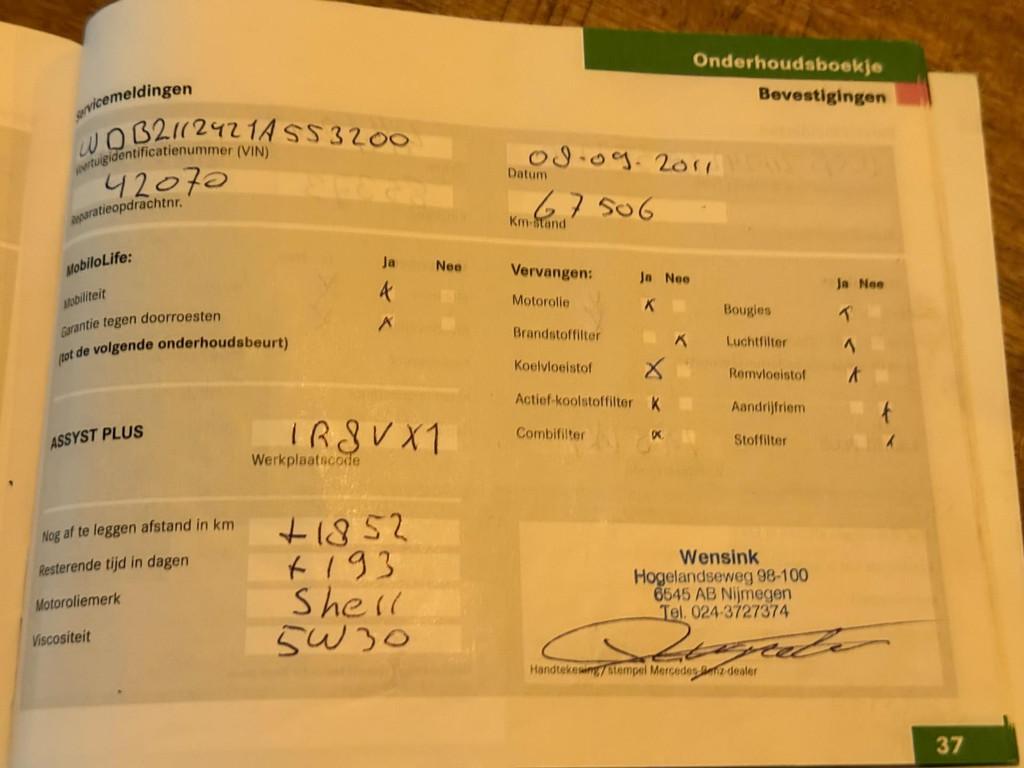 Onderhoudsboekje
Bevestigingen
Servicemeldingen
WDB2112421A553200
Voertuigidentificatienummer (VIN)
08-09-2011
Datum
42070
Reparatieopdrachtnr.
67506
Km-stand
MobiloLife: Ja Nee
Mobiliteit
Garantie tegen doorroesten
(tot de volgende onderhoudsbeurt)
Vervangen: Ja Nee Ja Nee
Motorolie Bougies
Brandstoffilter Luchtfilter
Koelvloeistof Remvloeistof
Actief-koolstoffilter Aandrijfriem
Combifilter Stoffilter
ASSYST PLUS
Werkplaatscode
Nog af te leggen afstand in km +1852
Resterende tijd in dagen +193
Motoroliemerk Shell
Viscositeit 5W30
Wensink
Hogelandseweg 98-100
6545 AB Nijmegen
Tel. 024-3727374
Handtekening/stempel Mercedes-Benz-dealer
37